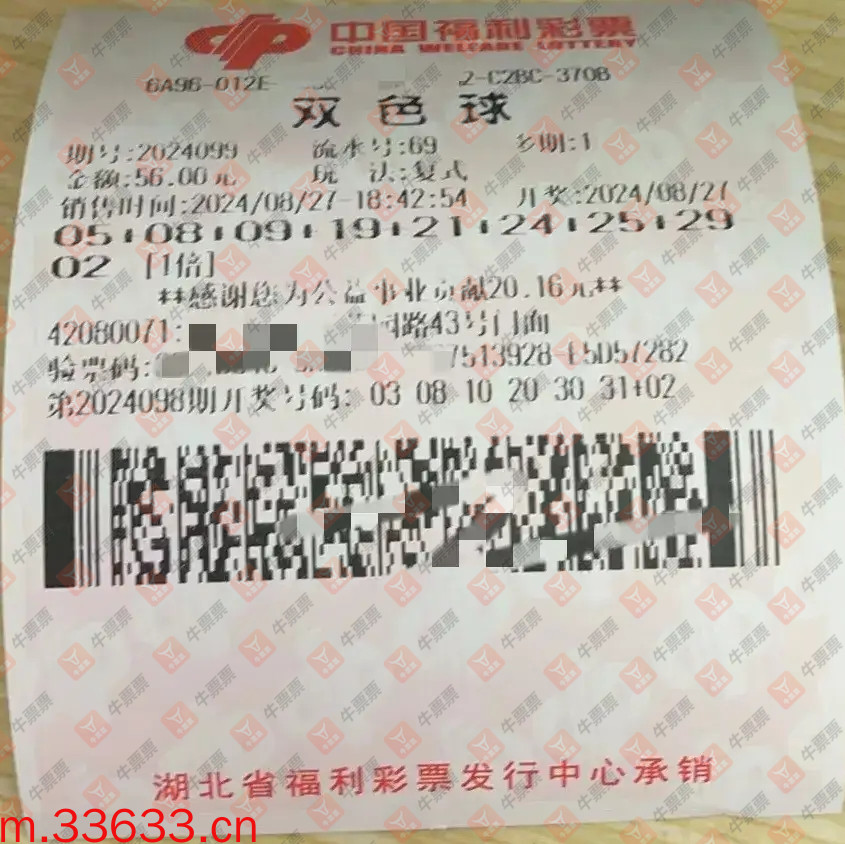 中国福利彩票
CHINA WELFARE LOTTERY
6A96-012E- 2-C2BC-370B
双色球
期号:2024099 流水号:69 多期:1
金额:56.00元 玩 法:复式
销售时间:2024/08/27-18:42:54 开奖:2024/08/27
05+08+09+19+21+24+25+29
02 [1倍]
**感谢您为公益事业贡献20.16元**
42080071: 路43号门面
验票码: 7513928-E5D57282
第2024098期开奖号码: 03 08 10 20 30 31+02
湖北省福利彩票发行中心承销
m.33633.cn
牛票票